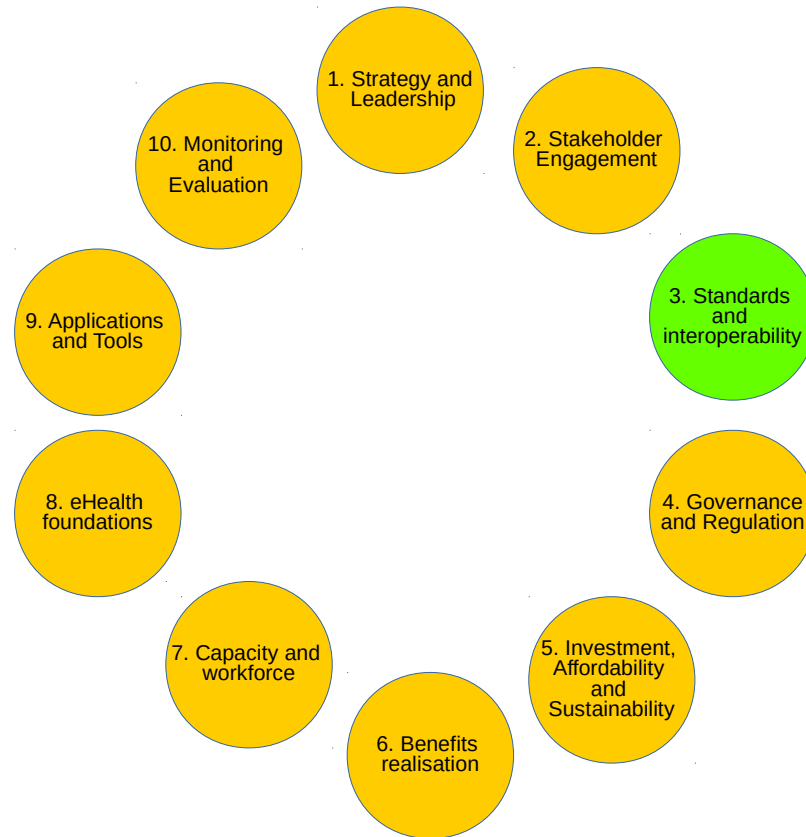 1. Strategy and
Leadership
2. Stakeholder
Engagement
3. Standards
and
interoperability
4. Governance
and Regulation
5. Investment,
Affordability
and
Sustainability
6. Benefits
realisation
7. Capacity and
workforce
8. eHealth
foundations
9. Applications
and Tools
10. Monitoring
and
Evaluation